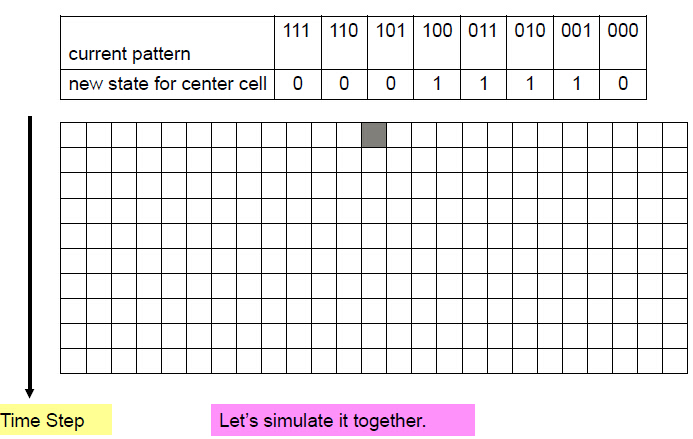 111 110 101 100 011 010 001 000
current pattern
new state for center cell 0 0 0 1 1 1 1 0
Time Step
Let's simulate it together.